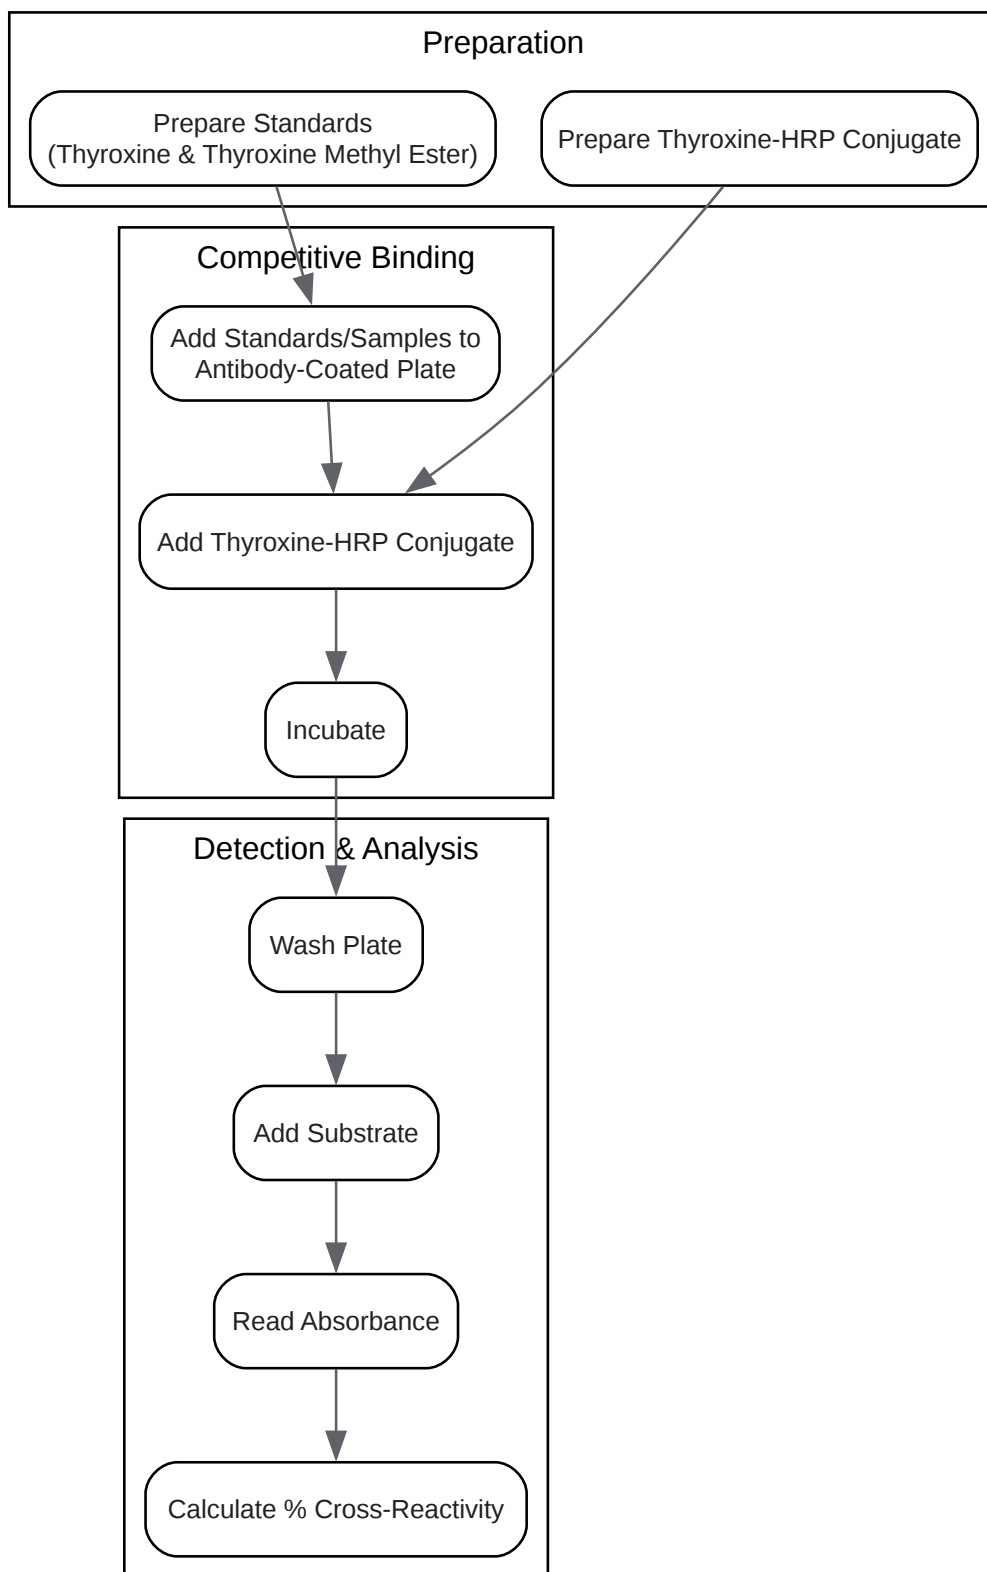 Preparation
Prepare Standards
(Thyroxine & Thyroxine Methyl Ester)
Prepare Thyroxine-HRP Conjugate
Competitive Binding
Add Standards/Samples to
Antibody-Coated Plate
Add Thyroxine-HRP Conjugate
Incubate
Detection & Analysis
Wash Plate
Add Substrate
Read Absorbance
Calculate % Cross-Reactivity